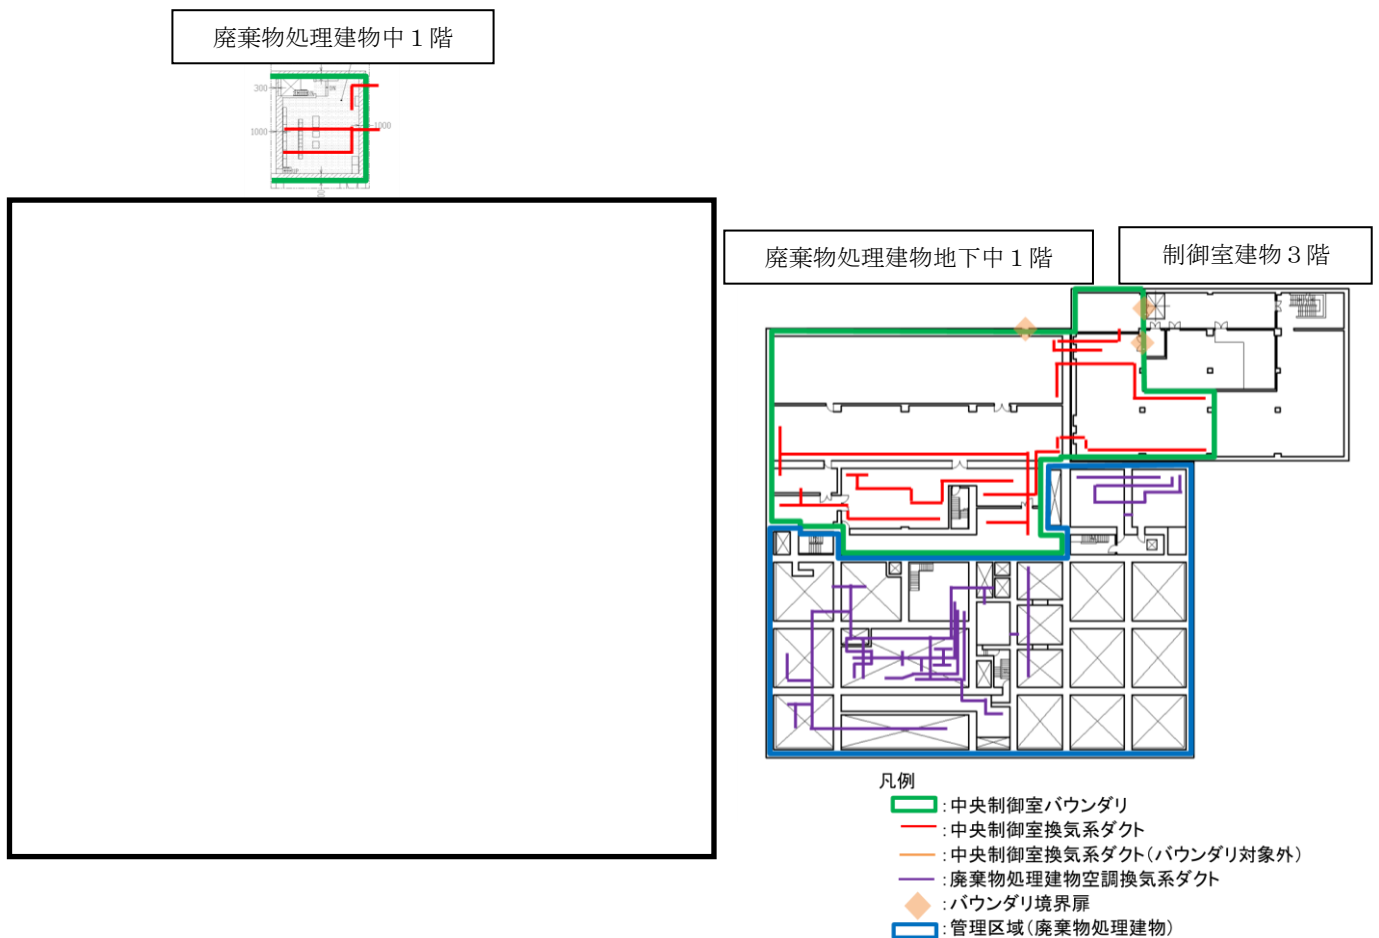 廃棄物処理建物中１階
300
1000
1000
廃棄物処理建物地下中１階
制御室建物３階
凡例
：中央制御室バウンダリ
：中央制御室換気系ダクト
：中央制御室換気系ダクト（バウンダリ対象外）
：廃棄物処理建物空調換気系ダクト
：バウンダリ境界扉
：管理区域（廃棄物処理建物）